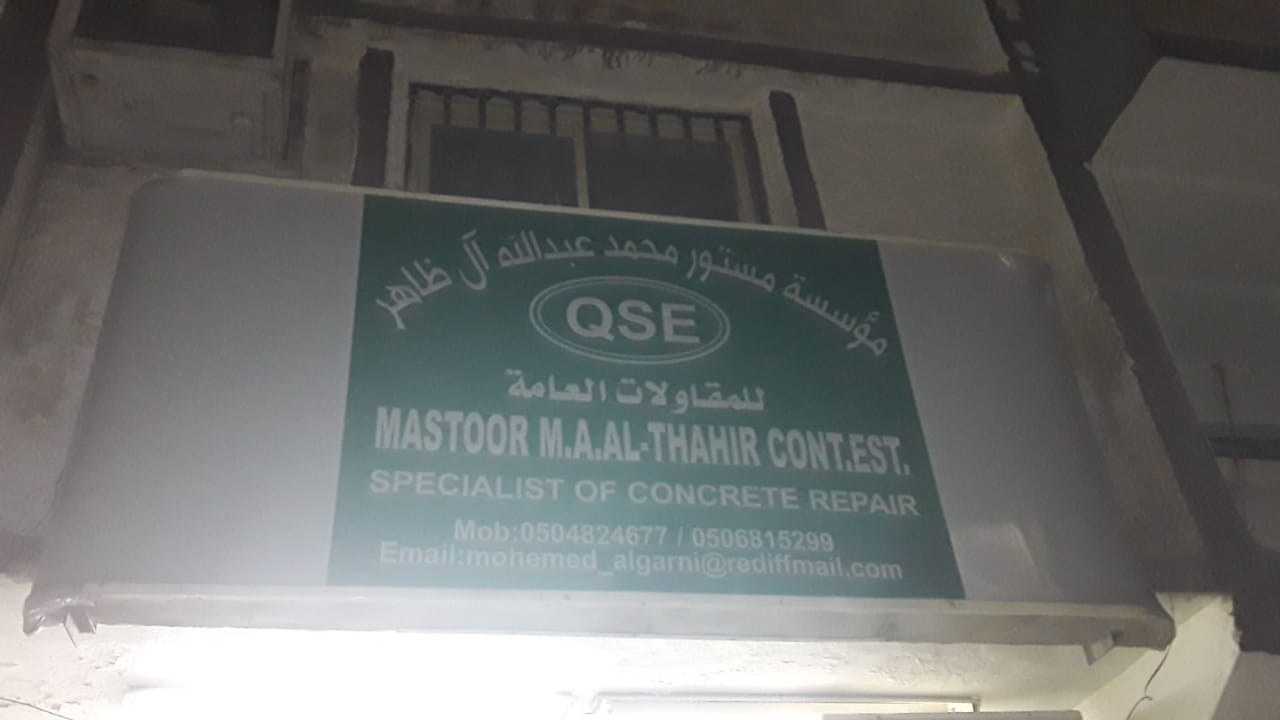 مؤسسة مستور محمد عبدالله آل ظاهر
QSE
للمقاولات العامة
MASTOOR M.A.AL-THAHIR CONT.EST.
SPECIALIST OF CONCRETE REPAIR
Mob:0504824677 / 0506815299
Email:mohemed_algarni@rediffmail.com